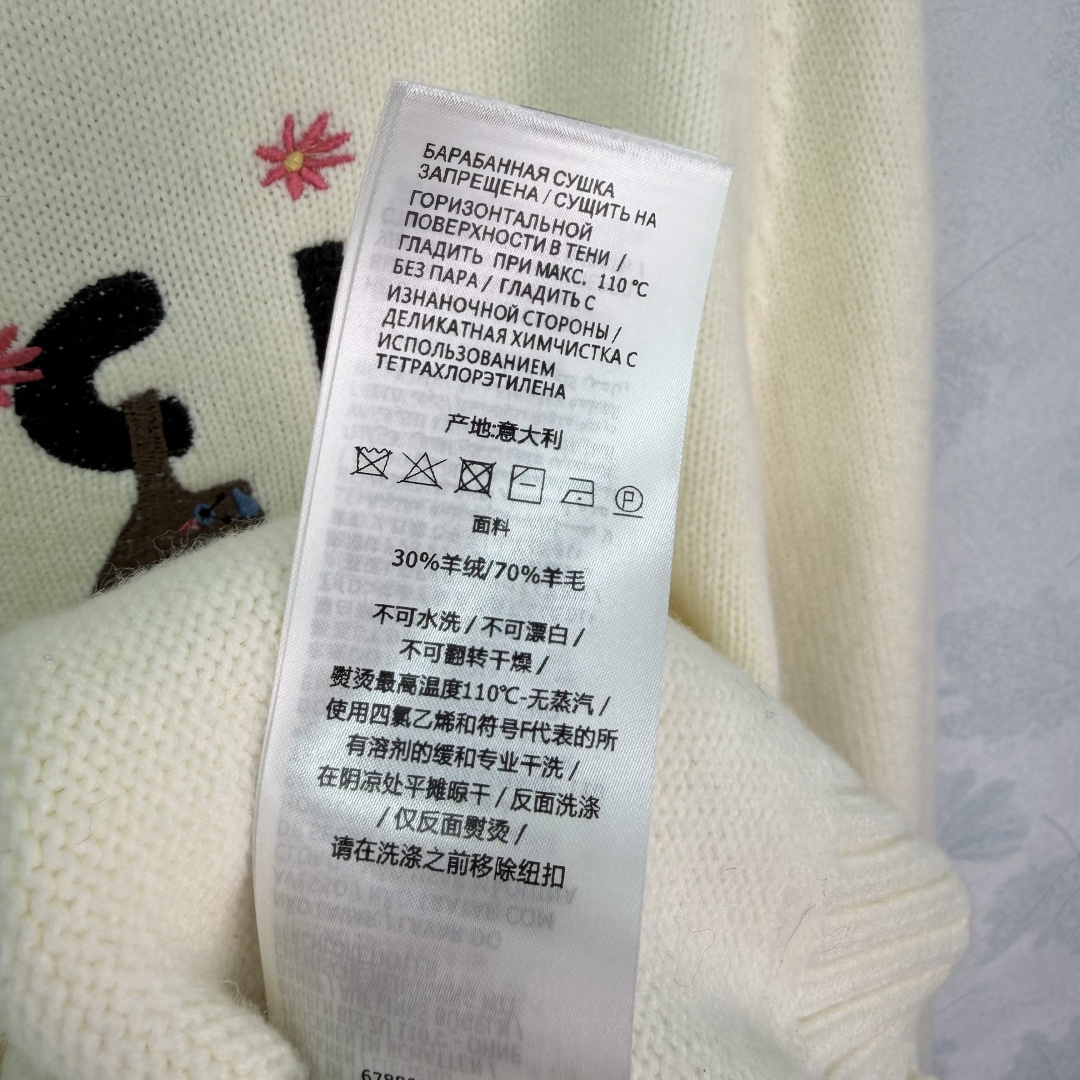 БАРАБАННАЯ СУШКА
ЗАПРЕЩЕНА / СУЩИТЬ НА
ГОРИЗОНТАЛЬНОЙ
ПОВЕРХНОСТИ В ТЕНИ /
ГЛАДИТЬ ПРИ МАКС. 110 ℃
БЕЗ ПАРА / ГЛАДИТЬ С
ИЗНАНОЧНОЙ СТОРОНЫ /
ДЕЛИКАТНАЯ ХИМЧИСТКА С
ИСПОЛЬЗОВАНИЕМ
ТЕТРАХЛОРЭТИЛЕНА
产地:意大利
P
面料
30%羊绒/70%羊毛
不可水洗 / 不可漂白 /
不可翻转干燥 /
熨烫最高温度110℃-无蒸汽 /
使用四氯乙烯和符号F代表的所
有溶剂的缓和专业干洗 /
在阴凉处平摊晾干 / 反面洗涤
/ 仅反面熨烫 /
请在洗涤之前移除纽扣